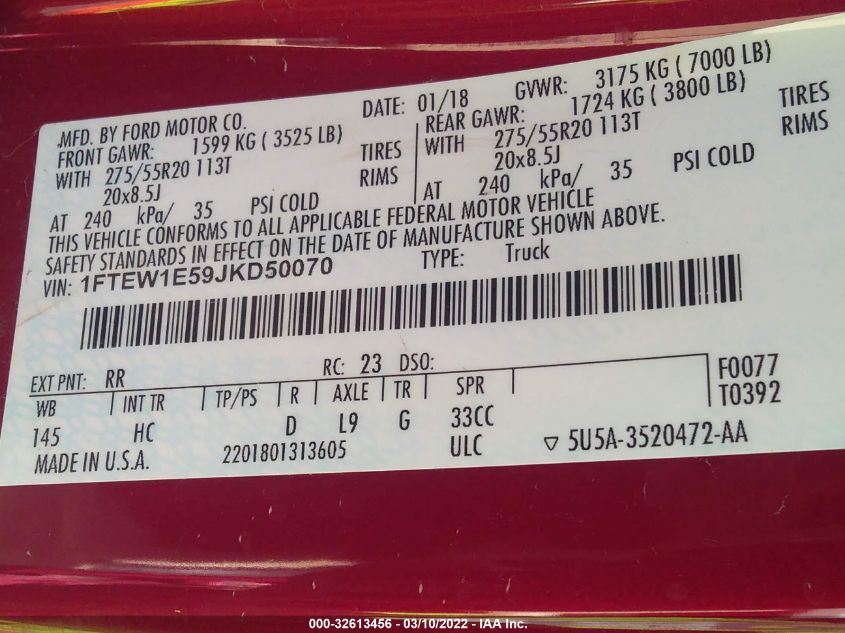 MFD. BY FORD MOTOR CO. DATE: 01/18 GVWR: 3175 KG ( 7000 LB)
FRONT GAWR: 1599 KG ( 3525 LB) REAR GAWR: 1724 KG ( 3800 LB)
WITH 275/55R20 113T TIRES WITH 275/55R20 113T TIRES
20x8.5J RIMS 20x8.5J RIMS
AT 240 kPa/ 35 PSI COLD AT 240 kPa/ 35 PSI COLD
THIS VEHICLE CONFORMS TO ALL APPLICABLE FEDERAL MOTOR VEHICLE
SAFETY STANDARDS IN EFFECT ON THE DATE OF MANUFACTURE SHOWN ABOVE.
VIN: 1FTEW1E59JKD50070 TYPE: Truck
EXT PNT: RR RC: 23 DSO:
WB INT TR TP/PS R AXLE TR SPR F0077
145 HC D L9 G 33CC T0392
MADE IN U.S.A. 2201801313605 ULC ▽ 5U5A-3520472-AA
000-32613456 - 03/10/2022 - IAA Inc.